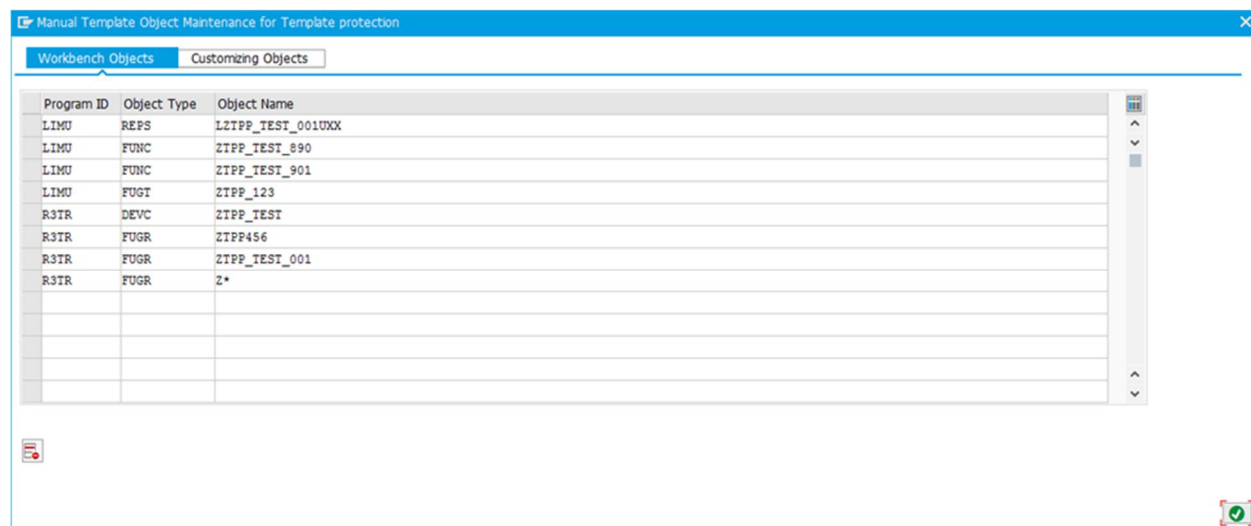 Manual Template Object Maintenance for Template protection
Workbench Objects Customizing Objects
Program ID Object Type Object Name
LIMU REPS LZTPP_TEST_001UXX
LIMU FUNC ZTPP_TEST_890
LIMU FUNC ZTPP_TEST_901
LIMU FUGT ZTPP_123
R3TR DEVC ZTPP_TEST
R3TR FUGR ZTPP456
R3TR FUGR ZTPP_TEST_001
R3TR FUGR Z*